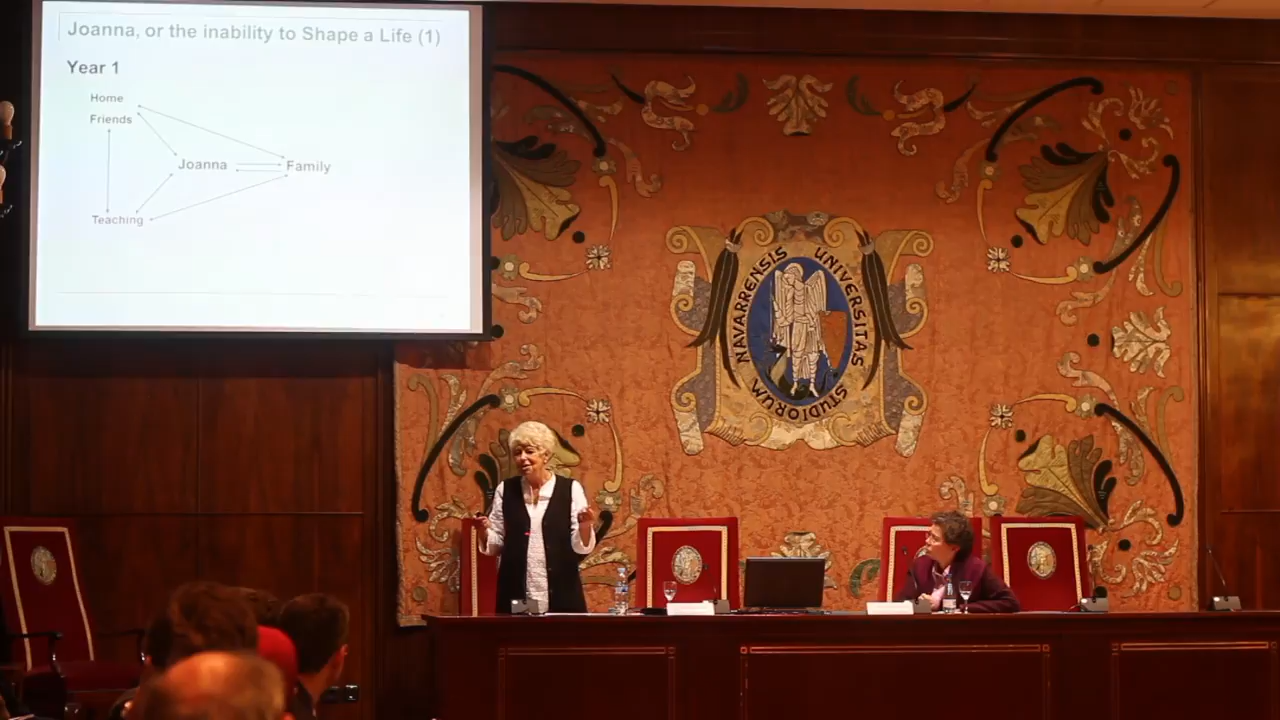 Joanna, or the inability to Shape a Life (1)
Year 1
Home
Friends
Joanna
Family
Teaching
UNIVERSITAS
STUDIORUM
NAVARRENSIS